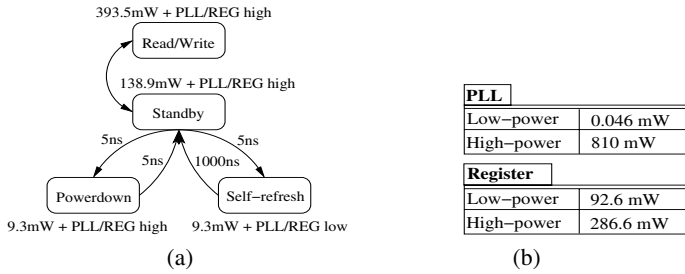 393.5mW + PLL/REG high
Read/Write
138.9mW + PLL/REG high
Standby
5ns
5ns
1000ns
5ns
Powerdown
Self−refresh
9.3mW + PLL/REG high
9.3mW + PLL/REG low
(a)
PLL
Low−power 0.046 mW
High−power 810 mW
Register
Low−power 92.6 mW
High−power 286.6 mW
(b)